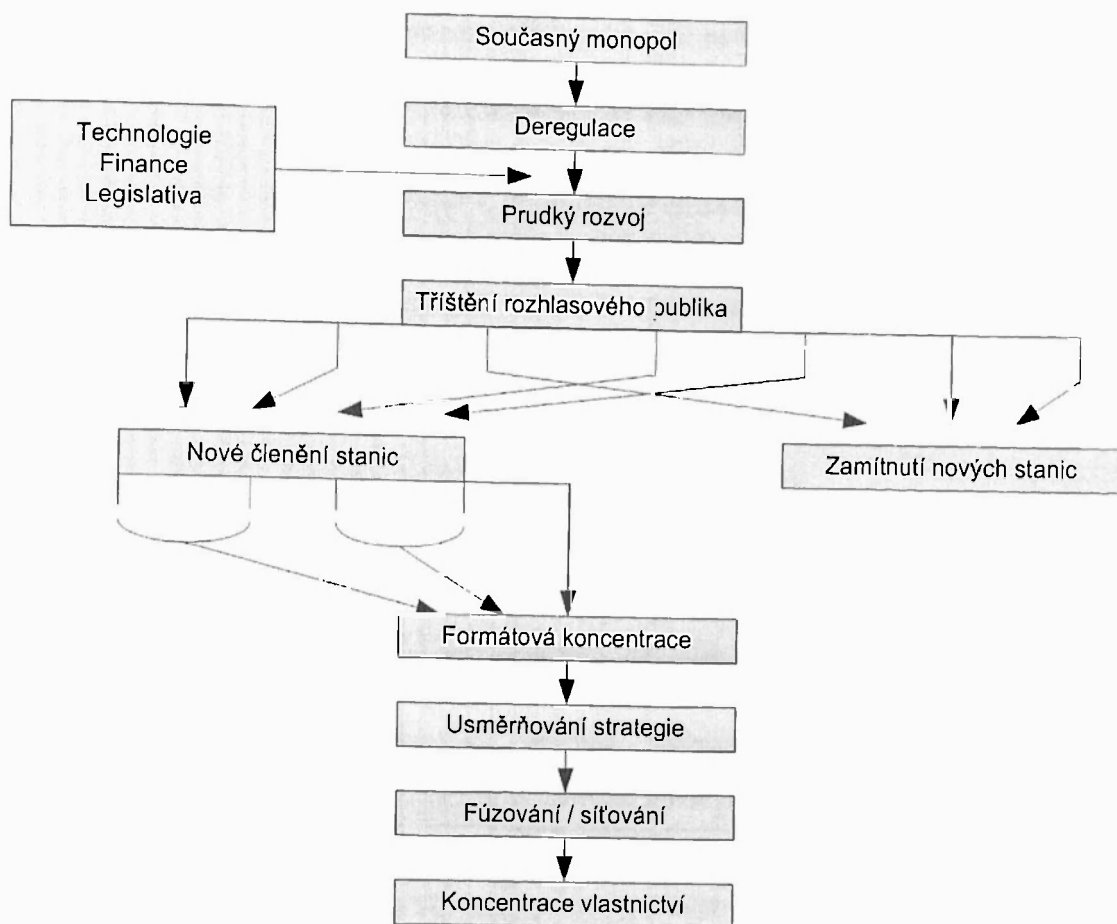 Současný monopol
Deregulace
Technologie
Finance
Legislativa
Prudký rozvoj
Tříštění rozhlasového publika
Nové členění stanic
Zamítnutí nových stanic
Formátová koncentrace
Usměrňování strategie
Fúzování / síťování
Koncentrace vlastnictví